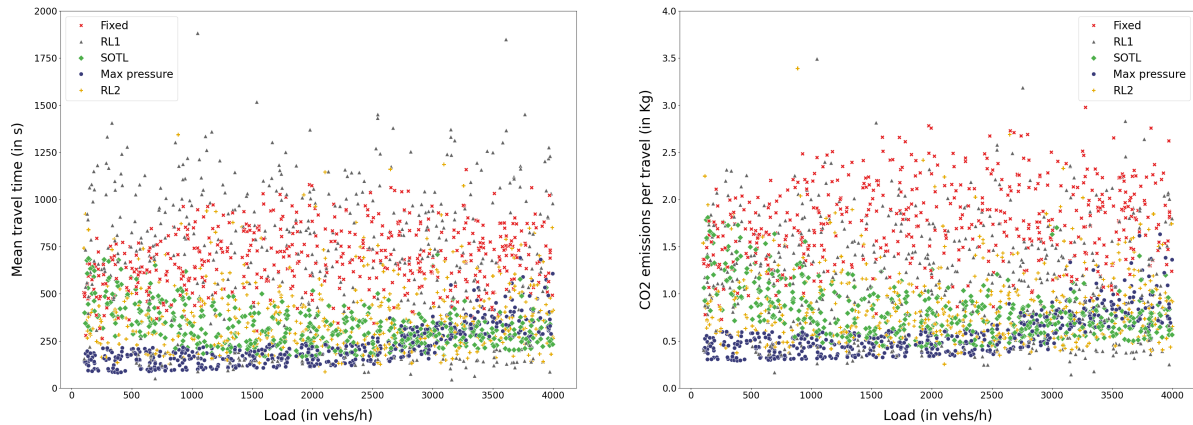 2000
1750
1500
1250
1000
750
500
250
0
Mean travel time (in s)
Fixed
RL1
SOTL
Max pressure
RL2
0 500 1000 1500 2000 2500 3000 3500 4000
Load (in vehs/h)
4.0
3.5
3.0
2.5
2.0
1.5
1.0
0.5
0.0
CO2 emissions per travel (in Kg)
Fixed
RL1
SOTL
Max pressure
RL2
0 500 1000 1500 2000 2500 3000 3500 4000
Load (in vehs/h)